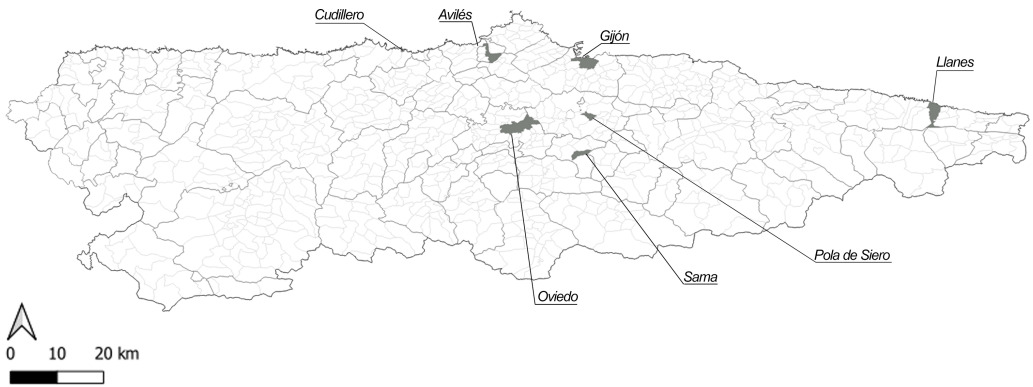 Cudillero
Avilés
Gijón
Llanes
Pola de Siero
Sama
Oviedo
0 10 20 km